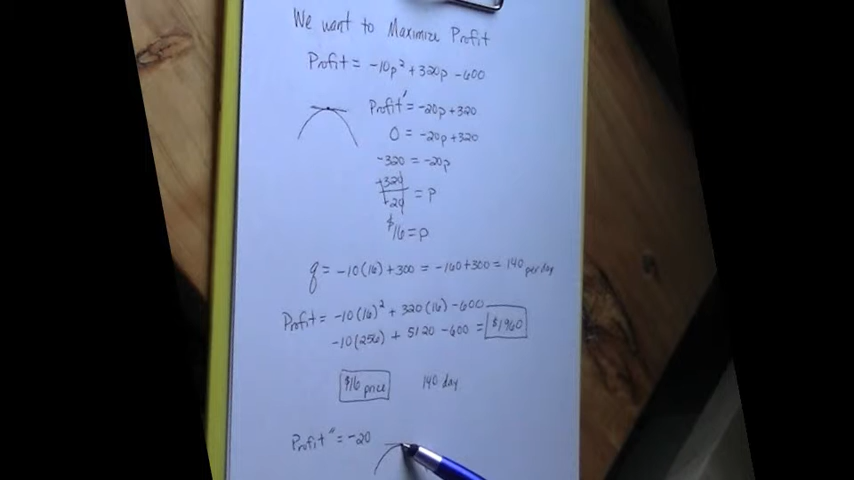 We want to Maximize Profit
Profit = -10p² + 320p - 600
Profit' = -20p + 320
0 = -20p + 320
-320 = -20p
-320
-20 = p
$16 = p
q = -10(16) + 300 = -160 + 300 = 140 per day
Profit = -10(16)² + 320(16) - 600
-10(256) + 5120 - 600 = $1960
$16 price 140 day
Profit'' = -20